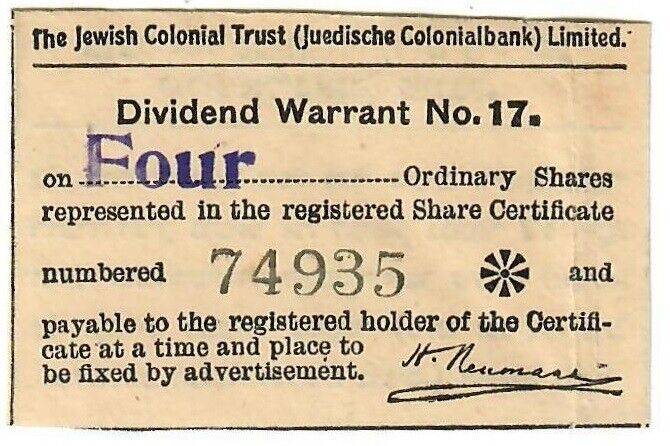 The Jewish Colonial Trust (Juedische Colonialbank) Limited.
Dividend Warrant No. 17.
on Four Ordinary Shares
represented in the registered Share Certificate
numbered 74935 and
payable to the registered holder of the Certifi-
cate at a time and place to
be fixed by advertisement. H. Neumann